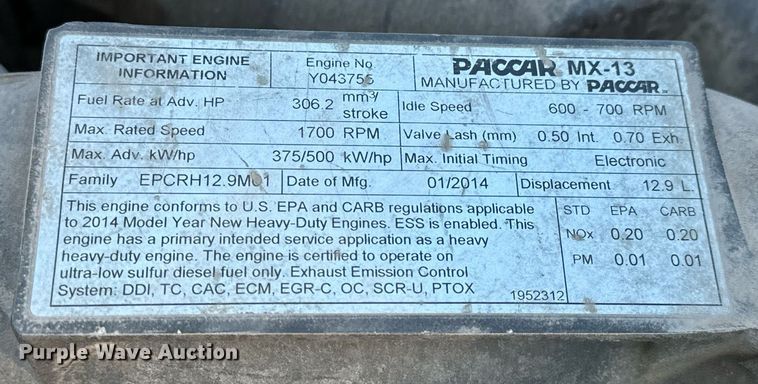 IMPORTANT ENGINE INFORMATION
Engine No Y043755
PACCAR MX-13
MANUFACTURED BY PACCAR
Fuel Rate at Adv. HP 306.2 mm³/stroke
Idle Speed 600 - 700 RPM
Max. Rated Speed 1700 RPM
Valve Lash (mm) 0.50 Int. 0.70 Exh.
Max. Adv. kW/hp 375/500 kW/hp
Max. Initial Timing Electronic
Family EPCRH12.9M01
Date of Mfg. 01/2014
Displacement 12.9 L.
This engine conforms to U.S. EPA and CARB regulations applicable
to 2014 Model Year New Heavy-Duty Engines. ESS is enabled. This
engine has a primary intended service application as a heavy
heavy-duty engine. The engine is certified to operate on
ultra-low sulfur diesel fuel only. Exhaust Emission Control
System: DDI, TC, CAC, ECM, EGR-C, OC, SCR-U, PTOX
1952312
STD EPA CARB
NOx 0.20 0.20
PM 0.01 0.01
Purple Wave Auction